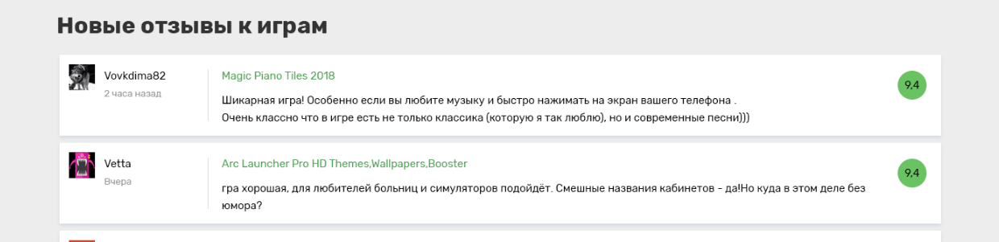 Новые отзывы к играм
Vovkdima82
2 часа назад
Magic Piano Tiles 2018
9,4
Шикарная игра! Особенно если вы любите музыку и быстро нажимать на экран вашего телефона .
Очень классно что в игре есть не только классика (которую я так люблю), но и современные песни)))
Vetta
Вчера
Arc Launcher Pro HD Themes,Wallpapers,Booster
9,4
гра хорошая, для любителей больниц и симуляторов подойдёт. Смешные названия кабинетов - да!Но куда в этом деле без
юмора?